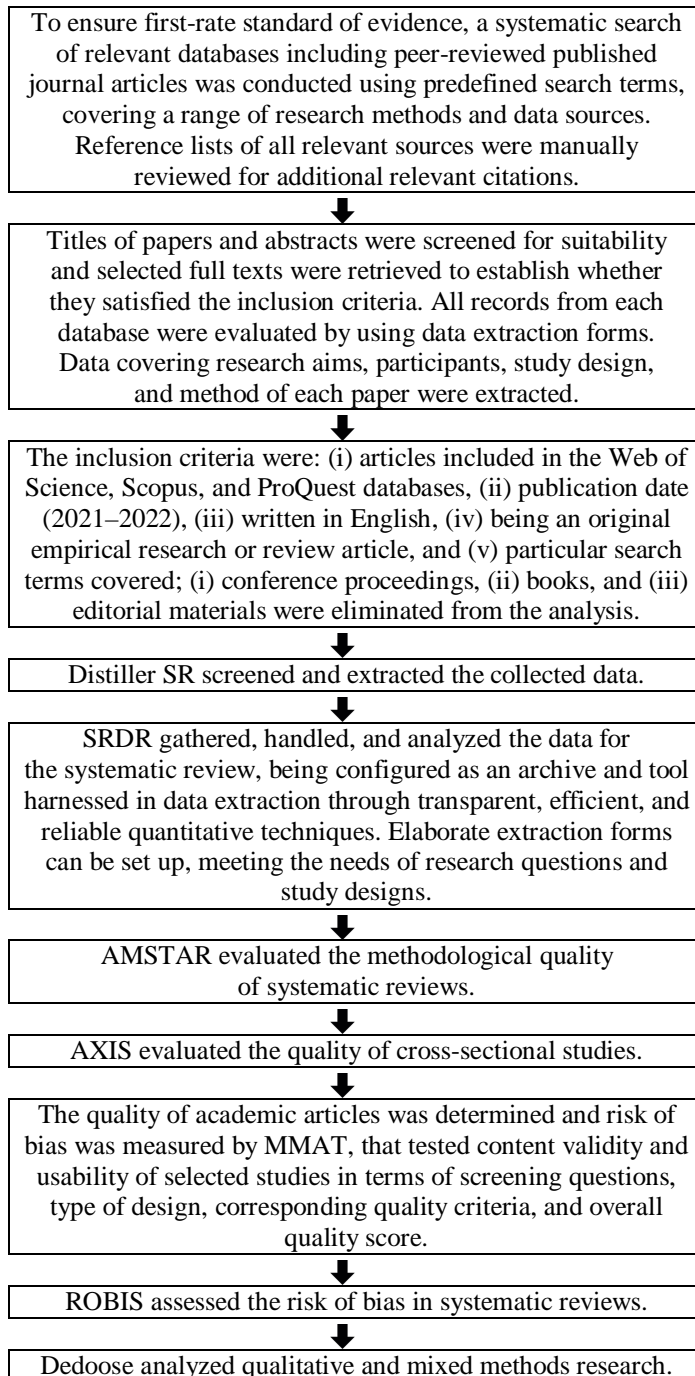 To ensure first-rate standard of evidence, a systematic search
of relevant databases including peer-reviewed published
journal articles was conducted using predefined search terms,
covering a range of research methods and data sources.
Reference lists of all relevant sources were manually
reviewed for additional relevant citations.
Titles of papers and abstracts were screened for suitability
and selected full texts were retrieved to establish whether
they satisfied the inclusion criteria. All records from each
database were evaluated by using data extraction forms.
Data covering research aims, participants, study design,
and method of each paper were extracted.
The inclusion criteria were: (i) articles included in the Web of
Science, Scopus, and ProQuest databases, (ii) publication date
(2021–2022), (iii) written in English, (iv) being an original
empirical research or review article, and (v) particular search
terms covered; (i) conference proceedings, (ii) books, and (iii)
editorial materials were eliminated from the analysis.
Distiller SR screened and extracted the collected data.
SRDR gathered, handled, and analyzed the data for
the systematic review, being configured as an archive and tool
harnessed in data extraction through transparent, efficient, and
reliable quantitative techniques. Elaborate extraction forms
can be set up, meeting the needs of research questions and
study designs.
AMSTAR evaluated the methodological quality
of systematic reviews.
AXIS evaluated the quality of cross-sectional studies.
The quality of academic articles was determined and risk of
bias was measured by MMAT, that tested content validity and
usability of selected studies in terms of screening questions,
type of design, corresponding quality criteria, and overall
quality score.
ROBIS assessed the risk of bias in systematic reviews.
Dedoose analyzed qualitative and mixed methods research.